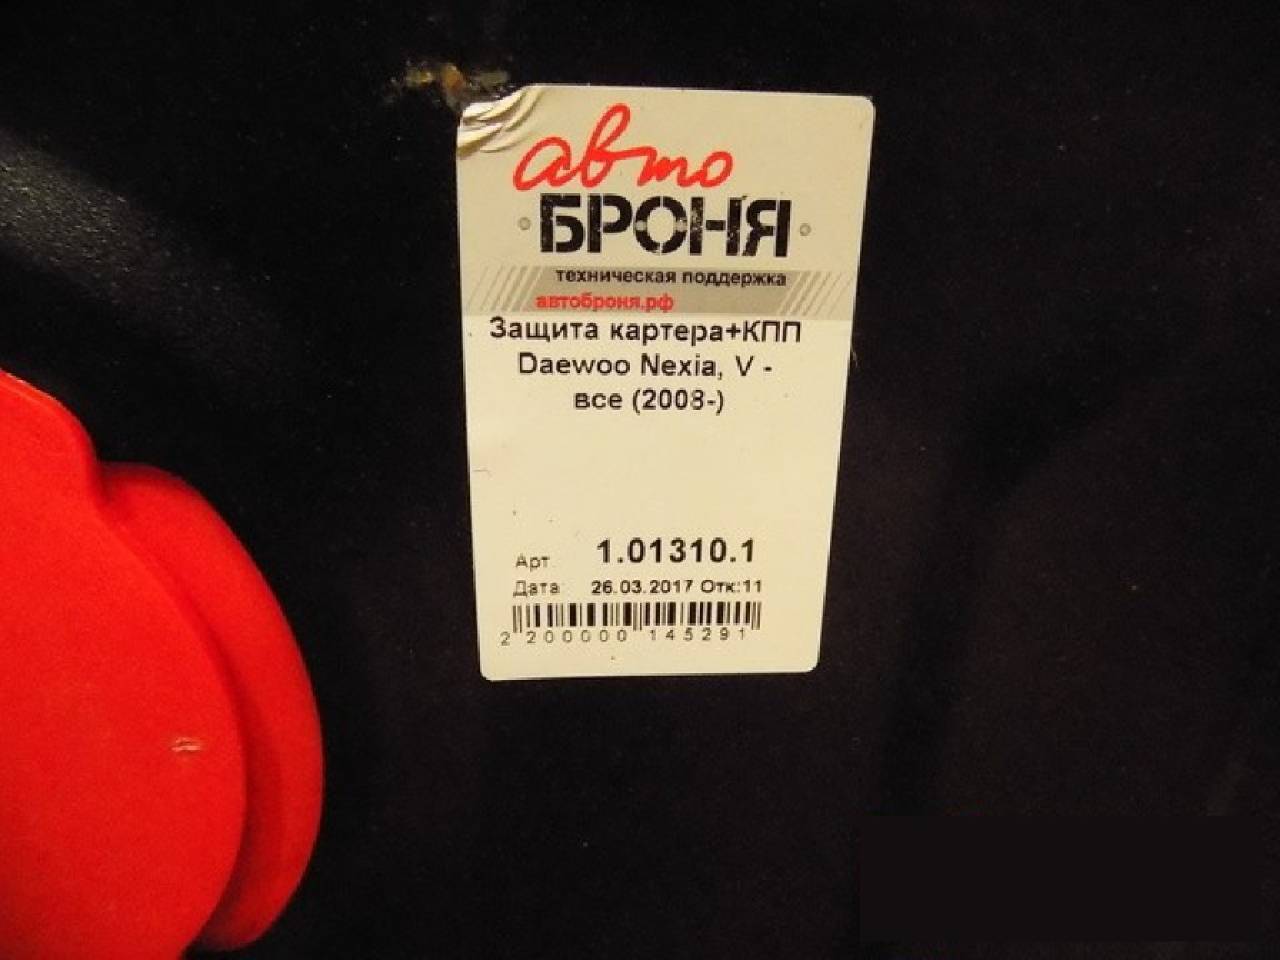 авто
БРОНЯ
техническая поддержка
автоброня.рф
Защита картера+КПП
Daewoo Nexia, V -
все (2008-)
Арт. 1.01310.1
Дата: 26.03.2017 Отк:11
2 200000 145291